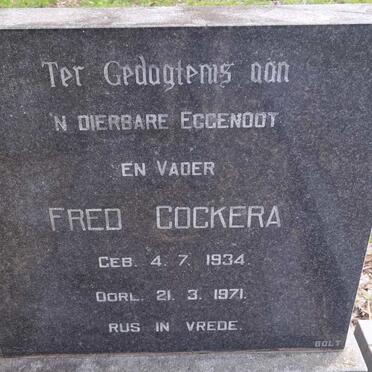 Ter Gedagtems aan
'N DIERBARE EGGENOOT
EN VADER
FRED COCKERA
GEB. 4. 7. 1934.
OORL. 21. 3. 1971.
RUS IN VREDE.
BOLT